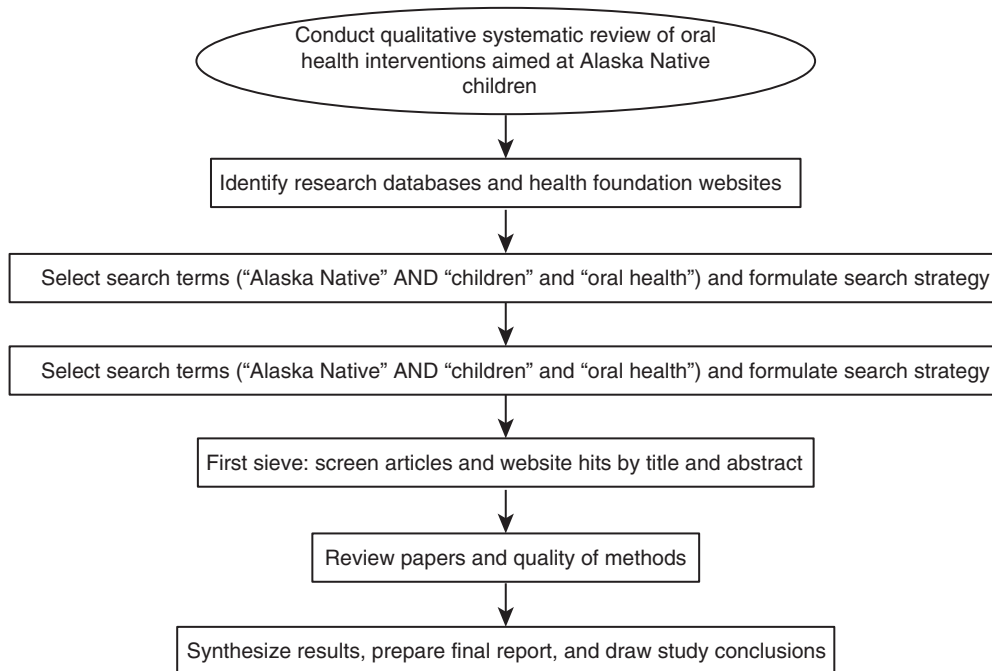 Conduct qualitative systematic review of oral
health interventions aimed at Alaska Native
children
Identify research databases and health foundation websites
Select search terms (“Alaska Native” AND “children” and “oral health”) and formulate search strategy
Select search terms (“Alaska Native” AND “children” and “oral health”) and formulate search strategy
First sieve: screen articles and website hits by title and abstract
Review papers and quality of methods
Synthesize results, prepare final report, and draw study conclusions